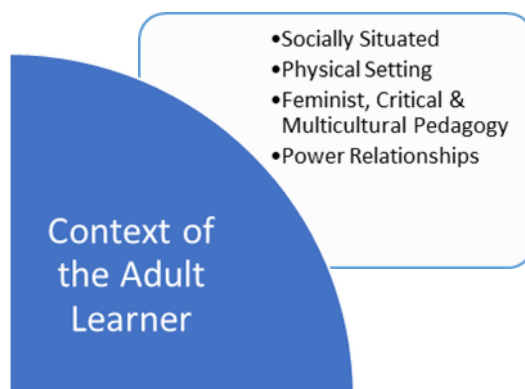 •Socially Situated
•Physical Setting
•Feminist, Critical &
Multicultural Pedagogy
•Power Relationships
Context of
the Adult
Learner